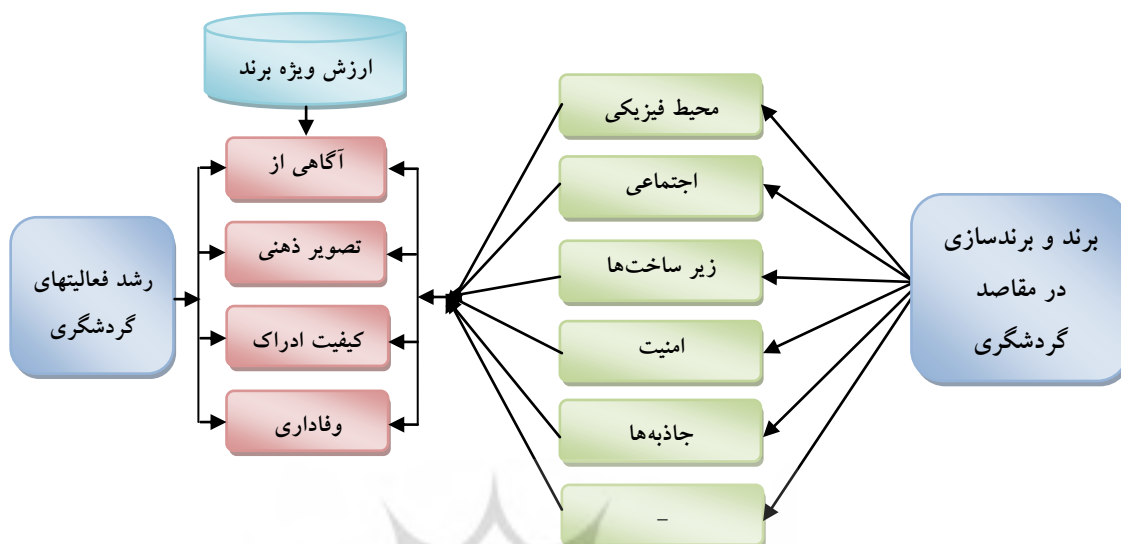 ارزش ویژه برند
محیط فیزیکی
آگاهی از
اجتماعی
برند و برندسازی
در مقاصد
گردشگری
تصویر ذهنی
زیر ساخت‌ها
رشد فعالیتهای
گردشگری
کیفیت ادراک
امنیت
وفاداری
جاذبه‌ها
_